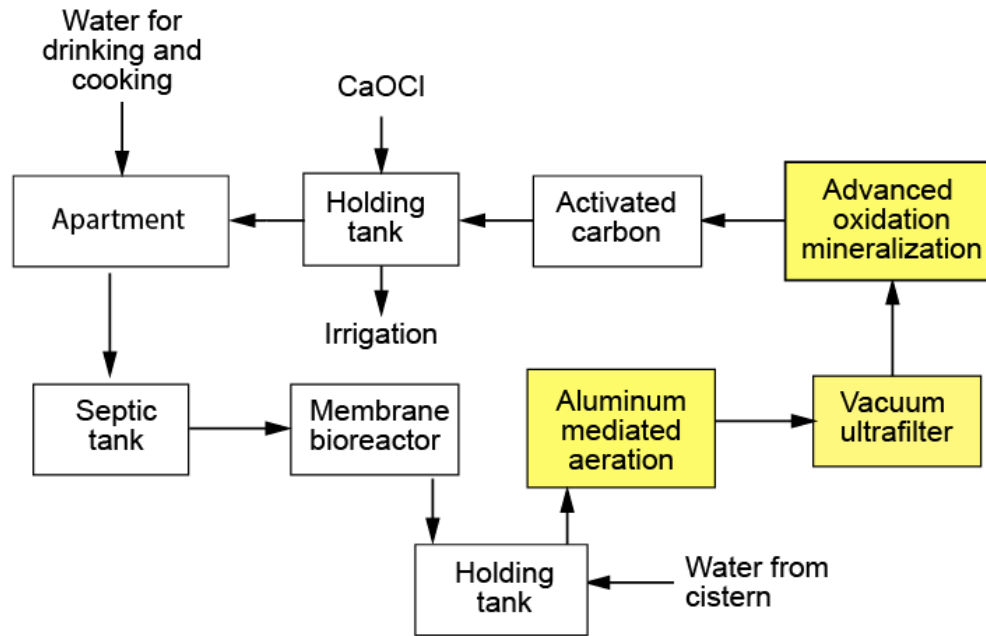 Water for
drinking and
cooking
CaOCl
Apartment
Holding
tank
Activated
carbon
Advanced
oxidation
mineralization
Irrigation
Septic
tank
Membrane
bioreactor
Aluminum
mediated
aeration
Vacuum
ultrafilter
Holding
tank
Water from
cistern